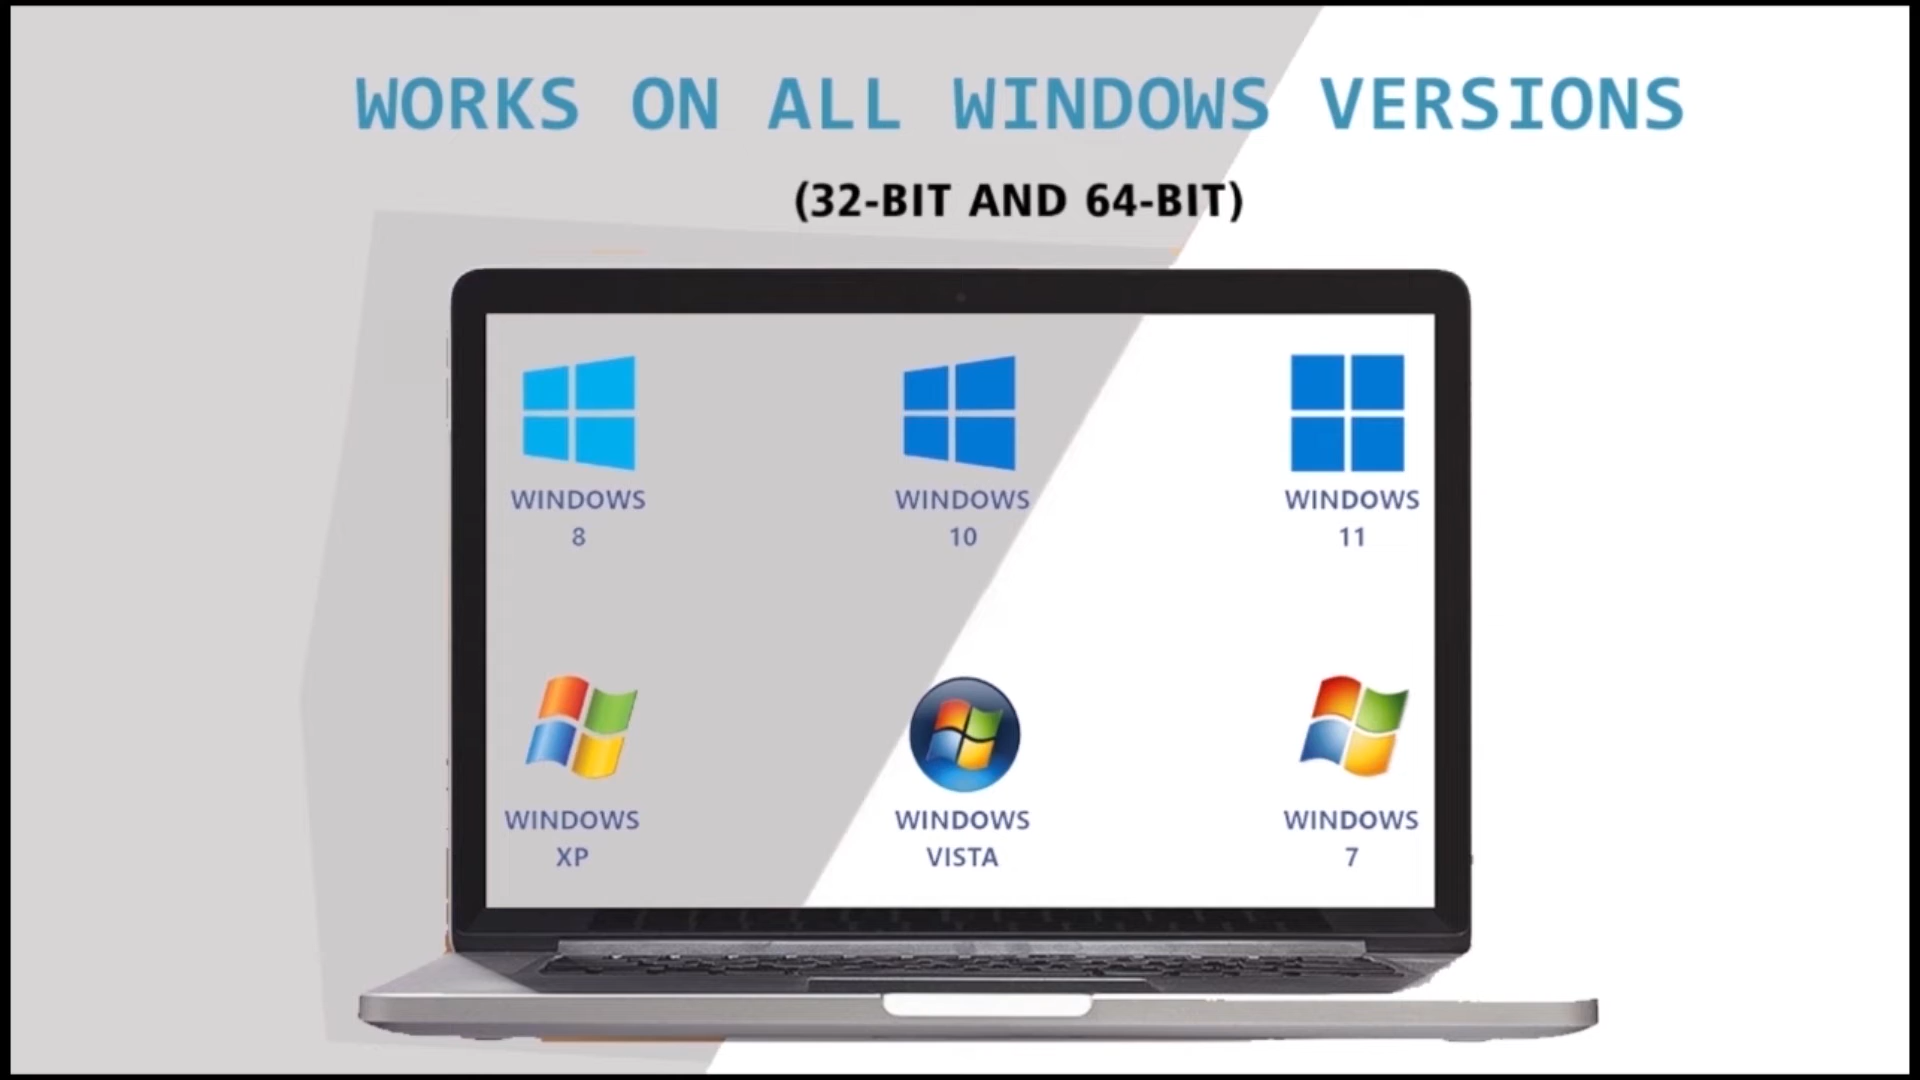 WORKS ON ALL WINDOWS VERSIONS
(32-BIT AND 64-BIT)
WINDOWS
8
WINDOWS
10
WINDOWS
11
WINDOWS
XP
WINDOWS
VISTA
WINDOWS
7